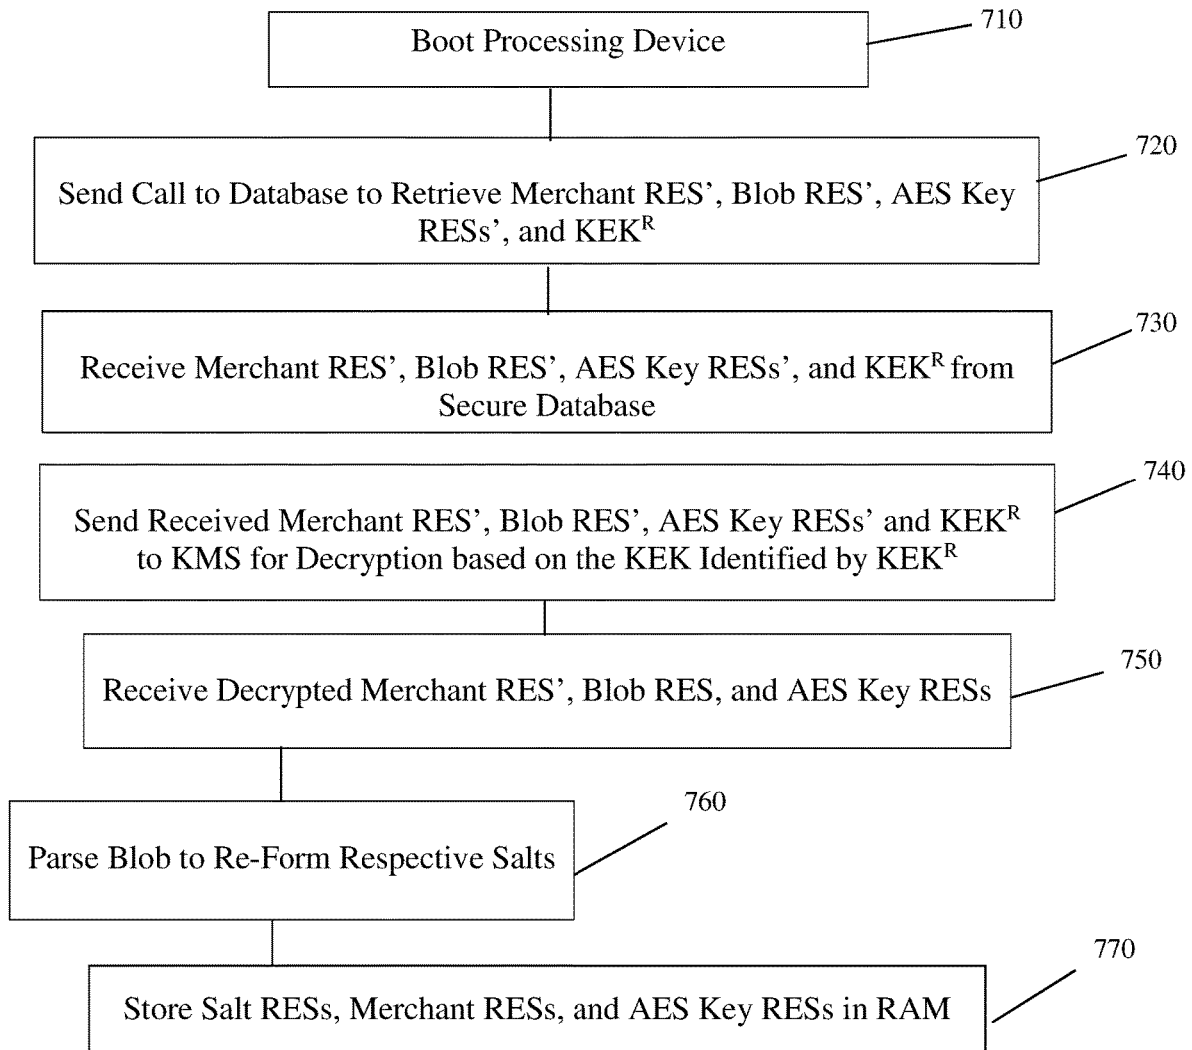 Boot Processing Device
710
720
Send Call to Database to Retrieve Merchant RES’, Blob RES’, AES Key
RESs’, and KEKᴿ
730
Receive Merchant RES’, Blob RES’, AES Key RESs’, and KEKᴿ from
Secure Database
740
Send Received Merchant RES’, Blob RES’, AES Key RESs’ and KEKᴿ
to KMS for Decryption based on the KEK Identified by KEKᴿ
750
Receive Decrypted Merchant RES’, Blob RES, and AES Key RESs
760
Parse Blob to Re-Form Respective Salts
770
Store Salt RESs, Merchant RESs, and AES Key RESs in RAM